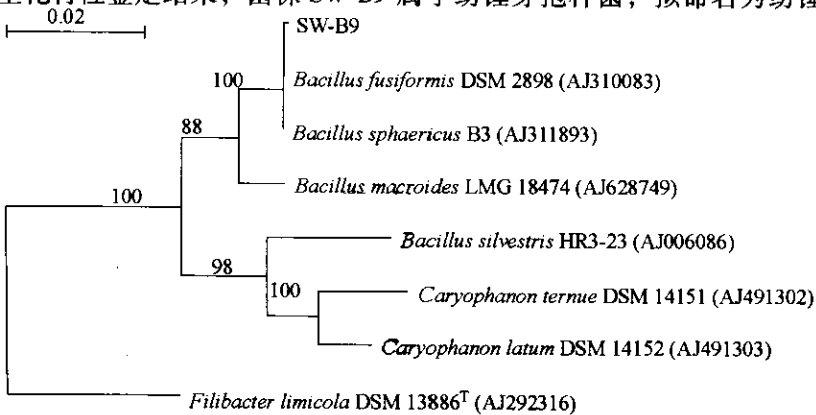 0.02
SW-B9
100
Bacillus fusiformis DSM 2898 (AJ310083)
88
Bacillus sphaericus B3 (AJ311893)
Bacillus macroides LMG 18474 (AJ628749)
100
Bacillus silvestris HR3-23 (AJ006086)
98
100
Caryophanon ternue DSM 14151 (AJ491302)
Caryophanon latum DSM 14152 (AJ491303)
Filibacter limicola DSM 13886ᵀ (AJ292316)